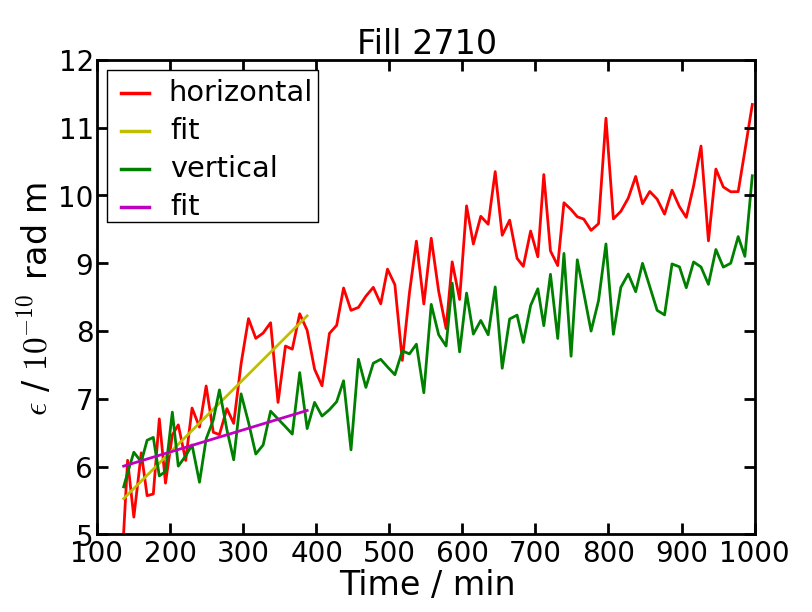 Fill 2710
12
11
10
9
8
7
6
5
horizontal
fit
vertical
fit
ϵ / 10⁻¹⁰ rad m
100 200 300 400 500 600 700 800 900 1000
Time / min